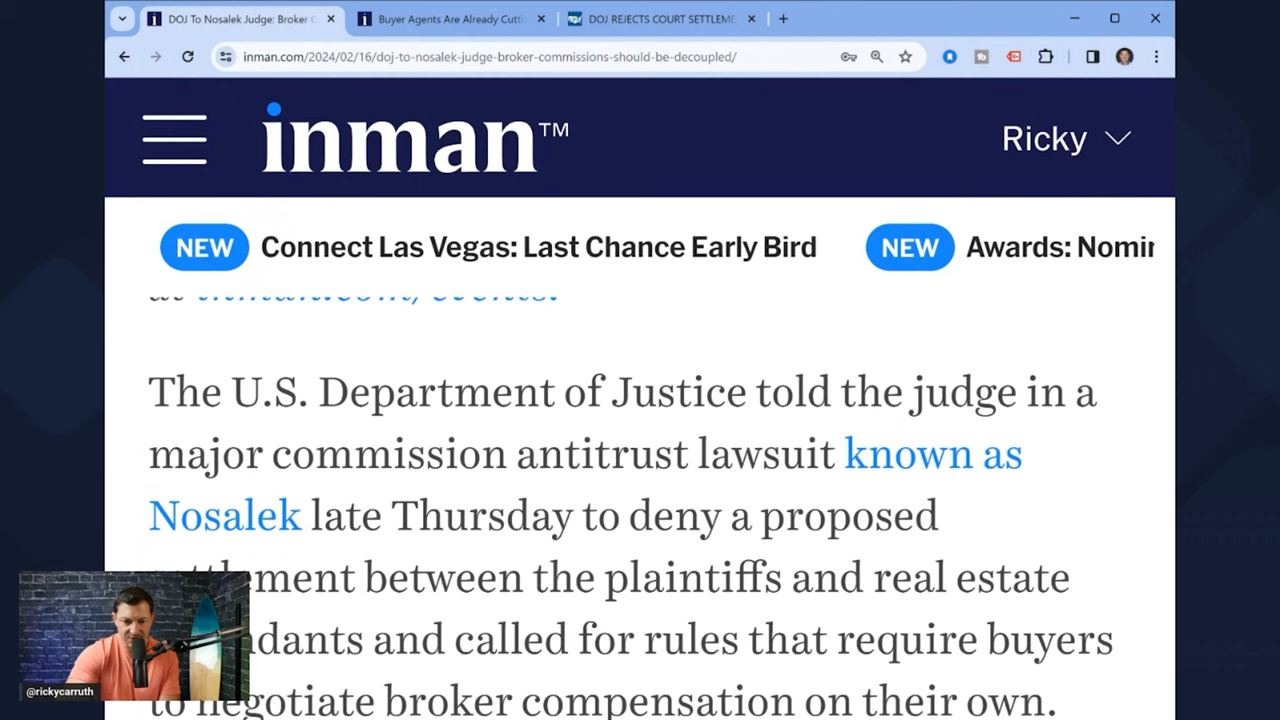 DOJ To Nosalek Judge: Broker C
Buyer Agents Are Already Cutti
DOJ REJECTS COURT SETTLEME
inman.com/2024/02/16/doj-to-nosalek-judge-broker-commissions-should-be-decoupled/
inman™
Ricky
NEW Connect Las Vegas: Last Chance Early Bird NEW Awards: Nomin
The U.S. Department of Justice told the judge in a
major commission antitrust lawsuit known as
Nosalek late Thursday to deny a proposed
settlement between the plaintiffs and real estate
ndants and called for rules that require buyers
to negotiate broker compensation on their own.
@rickycarruth